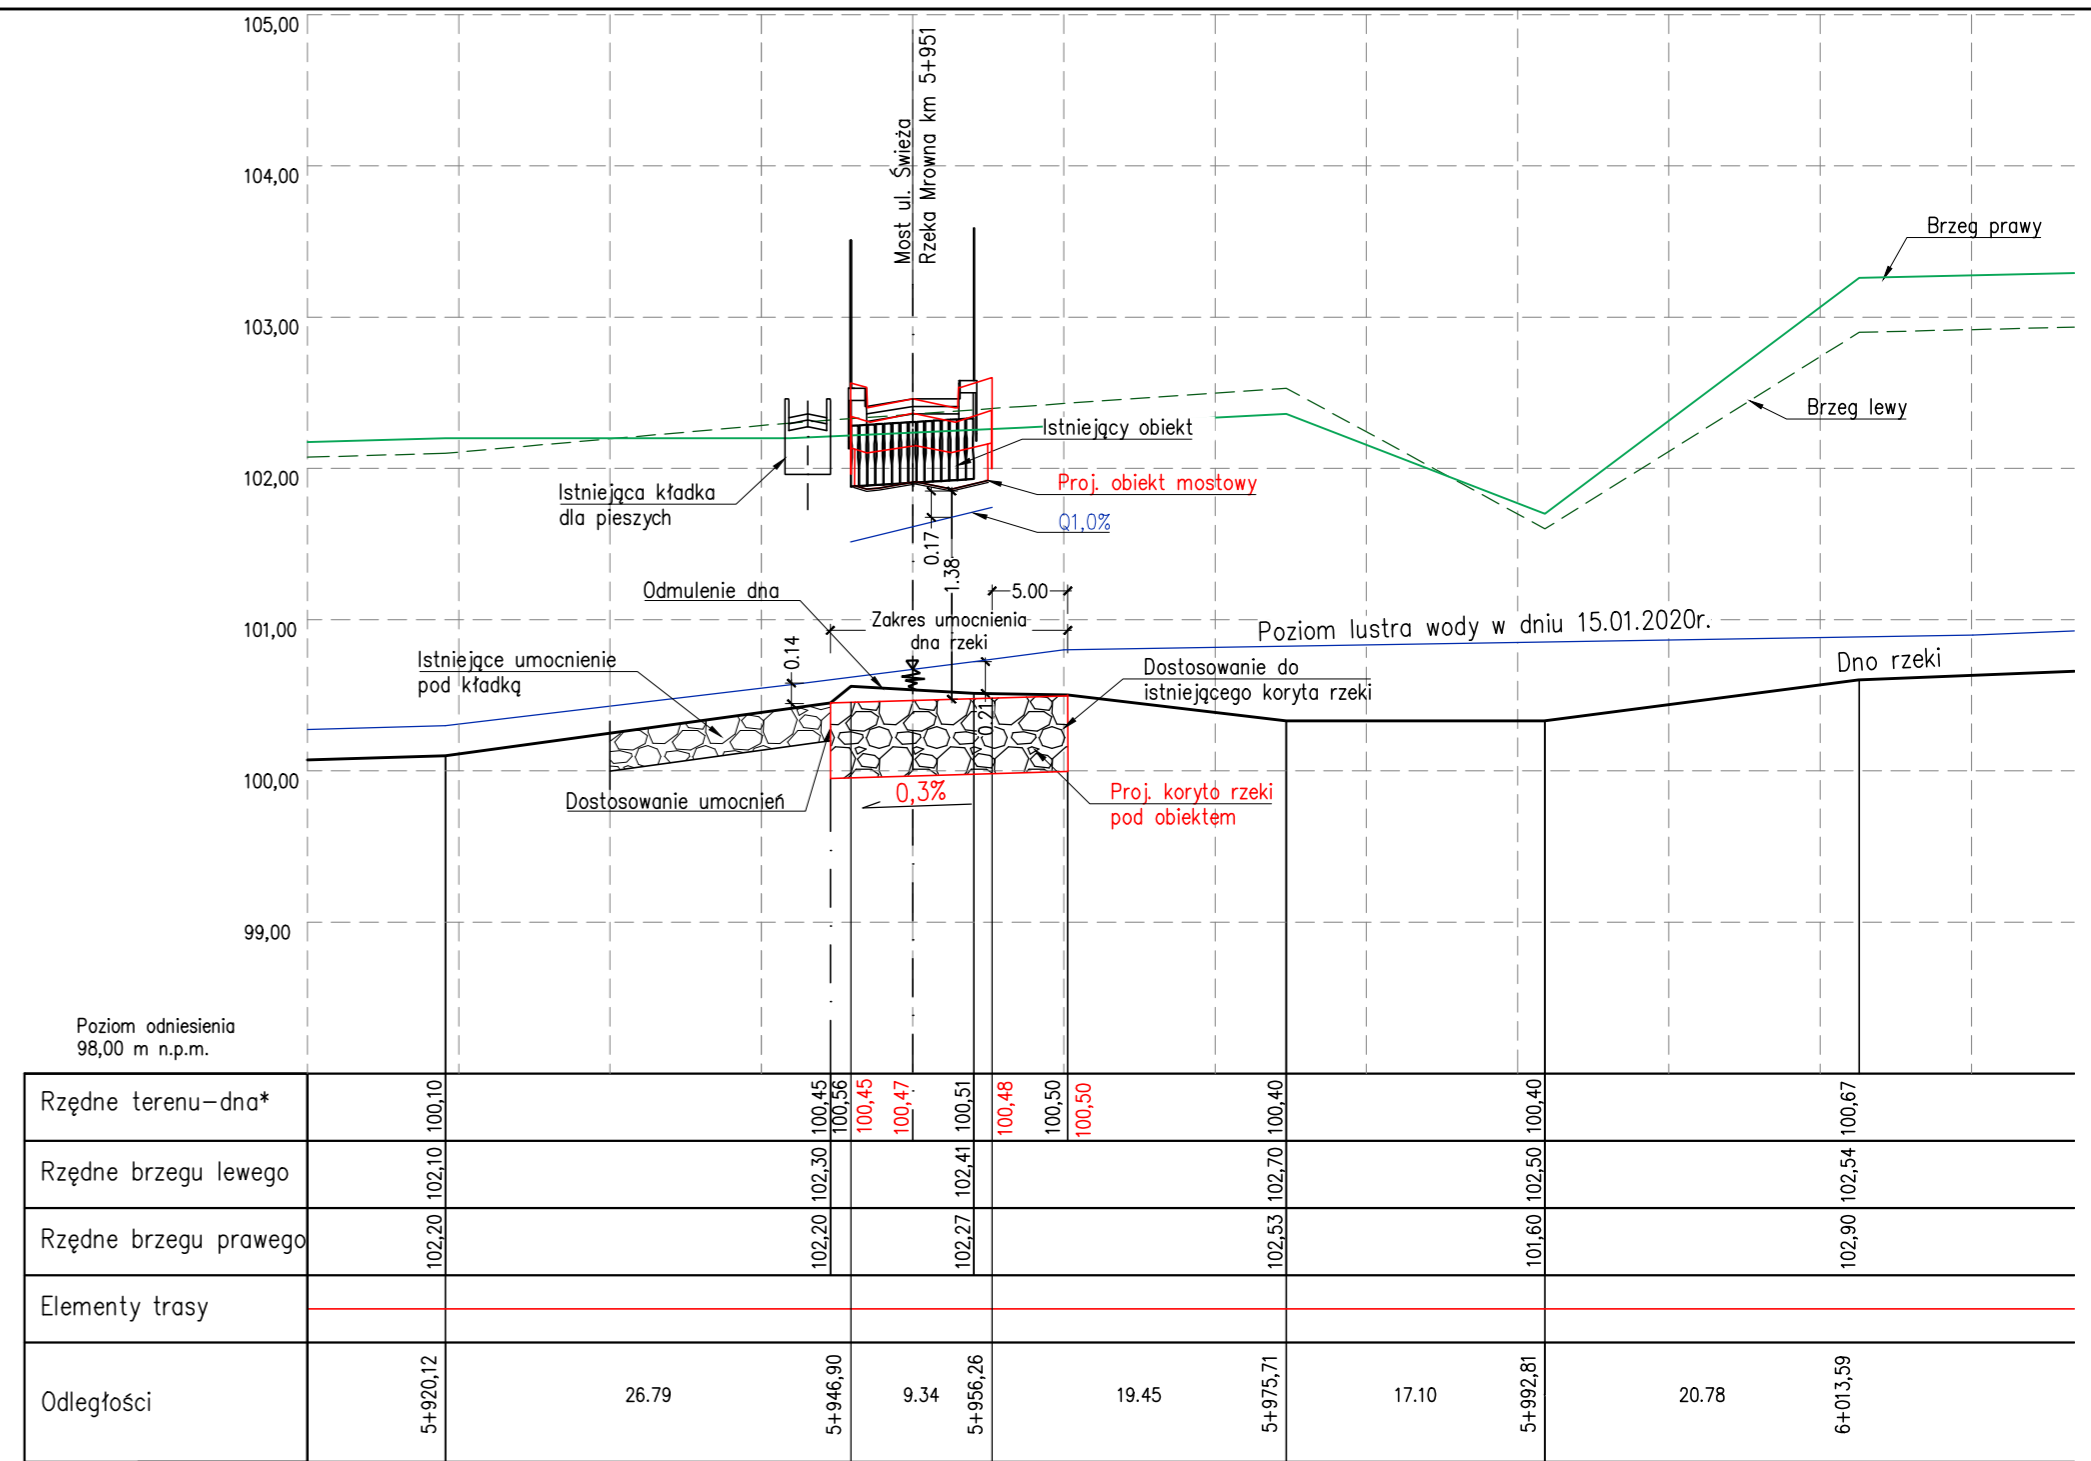 105,00
104,00
103,00
102,00
101,00
100,00
99,00
Most ul. Świeża
Rzeka Mrowna km 5+951
Brzeg prawy
Brzeg lewy
Istniejący obiekt
Proj. obiekt mostowy
Q1,0%
Istniejąca kładka
dla pieszych
0.17
1.38
Odmulenie dna
5.00
Zakres umocnienia
dna rzeki
Poziom lustra wody w dniu 15.01.2020r.
0.14
Istniejące umocnienie
pod kładką
Dostosowanie do
istniejącego koryta rzeki
Dno rzeki
0.21
Dostosowanie umocnień
0,3%
Proj. koryto rzeki
pod obiektem
Poziom odniesienia
98,00 m n.p.m.
Rzędne terenu-dna*
100,10
100,45
100,56
100,45
100,47
100,51
100,48
100,50
100,50
100,40
100,40
100,67
Rzędne brzegu lewego
102,10
102,30
102,41
102,70
102,50
102,54
Rzędne brzegu prawego
102,20
102,20
102,27
102,53
101,60
102,90
Elementy trasy
Odległości
5+920,12
26.79
5+946,90
9.34
5+956,26
19.45
5+975,71
17.10
5+992,81
20.78
6+013,59